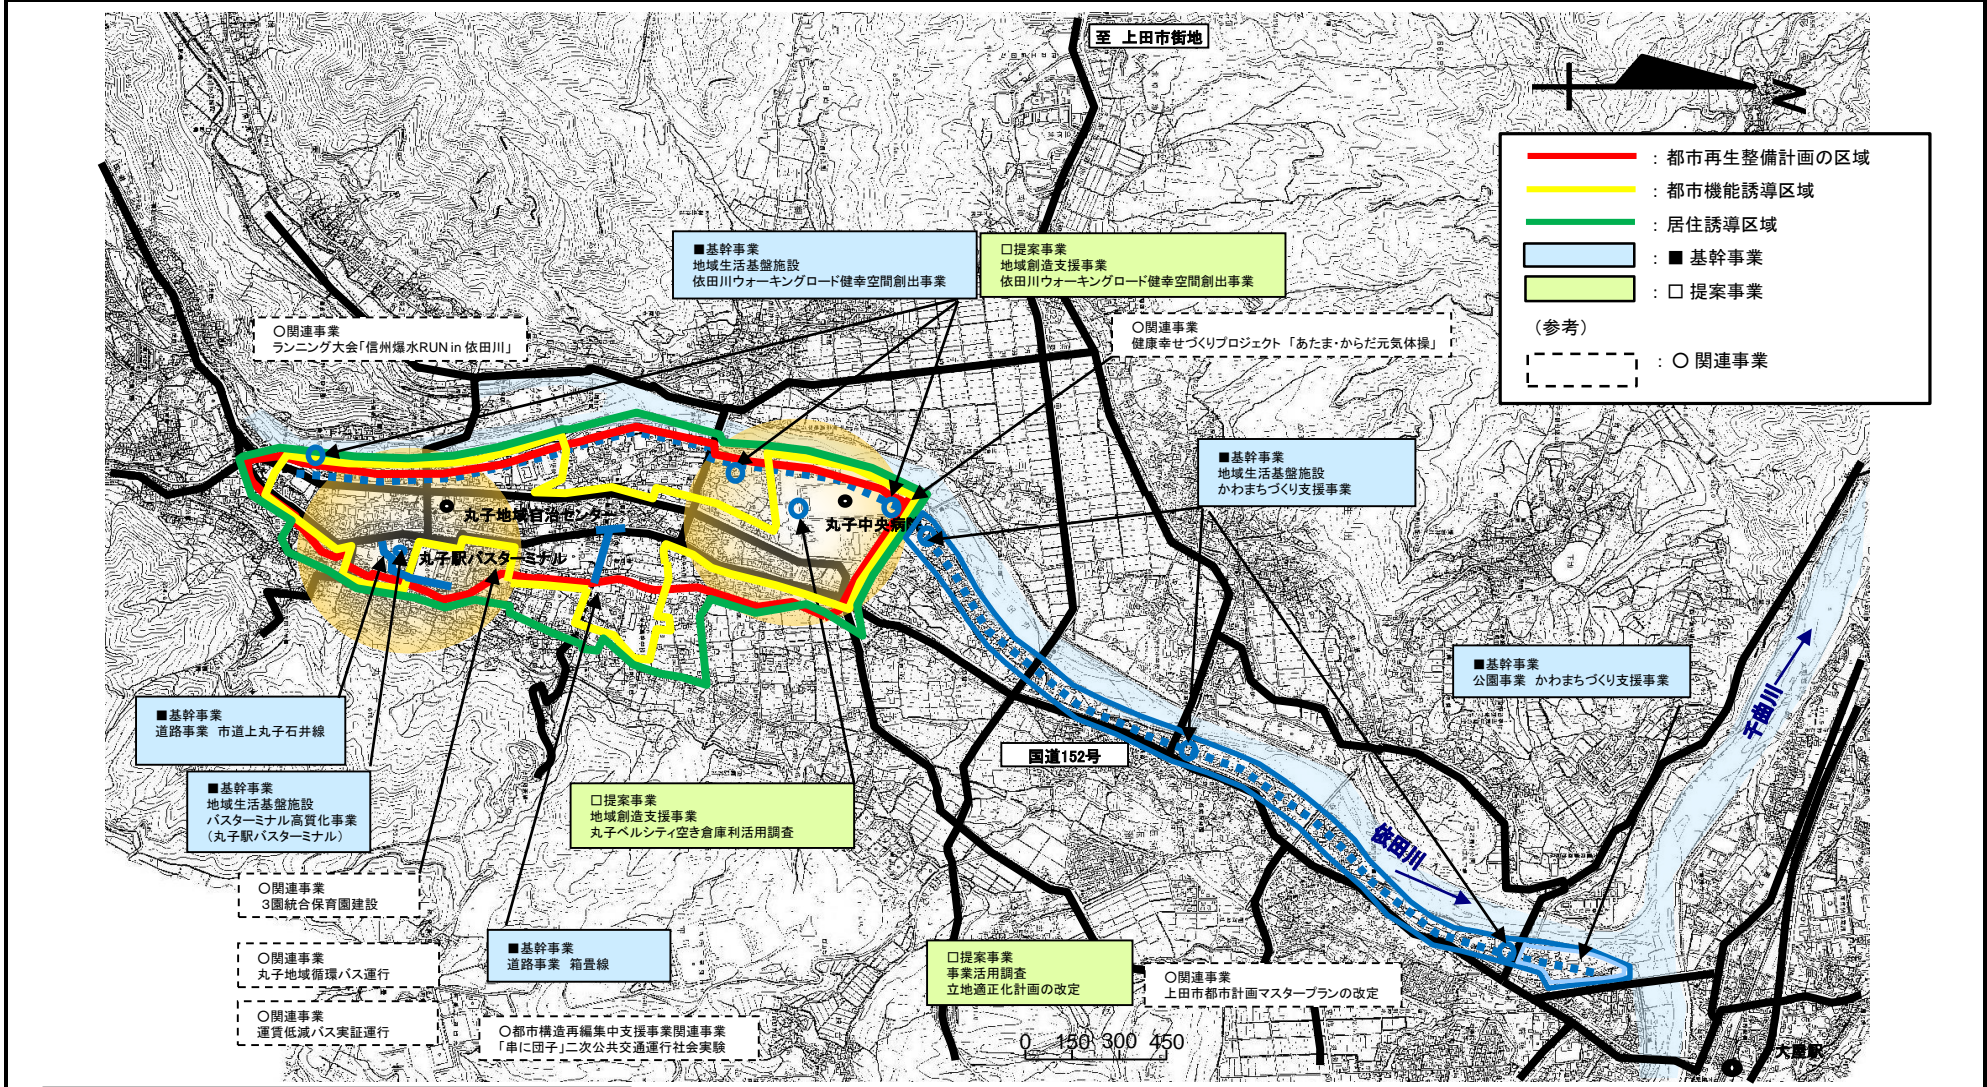 至 上田市街地
：都市再生整備計画の区域
：都市機能誘導区域
：居住誘導区域
：■ 基幹事業
：□ 提案事業
（参考）
：○ 関連事業
■基幹事業
地域生活基盤施設
依田川ウォーキングロード健幸空間創出事業
□提案事業
地域創造支援事業
依田川ウォーキングロード健幸空間創出事業
○関連事業
ランニング大会「信州爆水RUN in 依田川」
○関連事業
健康幸せづくりプロジェクト 「あたま・からだ元気体操」
■基幹事業
地域生活基盤施設
かわまちづくり支援事業
丸子地域自治センター
丸子中央病院
丸子駅バスターミナル
■基幹事業
公園事業 かわまちづくり支援事業
千曲川
■基幹事業
道路事業 市道上丸子石井線
国道152号
■基幹事業
地域生活基盤施設
バスターミナル高質化事業
（丸子駅バスターミナル）
□提案事業
地域創造支援事業
丸子ベルシティ空き倉庫利活用調査
依田川
○関連事業
３園統合保育園建設
■基幹事業
道路事業 箱畳線
○関連事業
丸子地域循環バス運行
□提案事業
事業活用調査
立地適正化計画の改定
○関連事業
上田市都市計画マスタープランの改定
○関連事業
運賃低減バス実証運行
○都市構造再編集中支援事業関連事業
「串に団子」二次公共交通運行社会実験
0 150 300 450
大屋駅